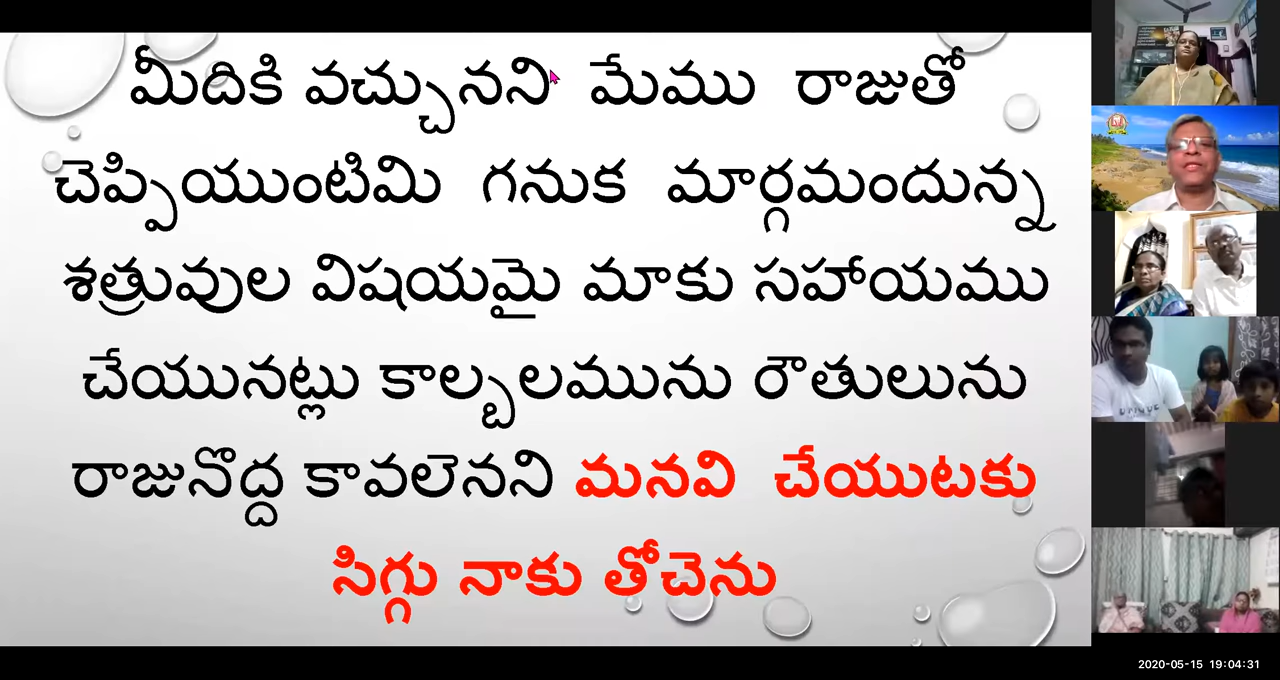 మీదికి వచ్చునని మేము రాజుతో
చెప్పియుంటిమి గనుక మార్గమందున్న
శత్రువుల విషయమై మాకు సహాయము
చేయునట్లు కాల్బలమును రౌతులును
రాజునొద్ద కావలెనని మనవి చేయుటకు
సిగ్గు నాకు తోచెను
UNIQUE
2020-05-15 19:04:31